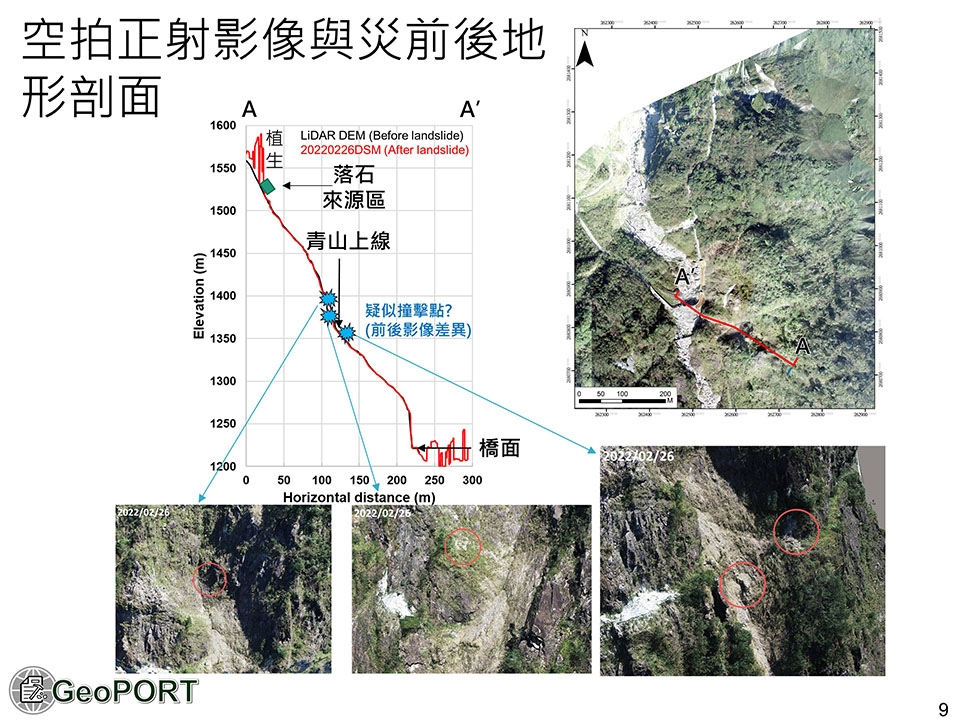 空拍正射影像與災前後地
形剖面
A
A'
1600
1550
1500
1450
1400
1350
1300
1250
1200
Elevation (m)
植
生
LiDAR DEM (Before landslide)
20220226DSM (After landslide)
落石
來源區
青山上線
疑似撞擊點?
(前後影像差異)
橋面
0 50 100 150 200 250 300
Horizontal distance (m)
N
A'
A
0 50 100 200
M
2022/02/26
2022/02/26
2022/02/26
GeoPORT
9